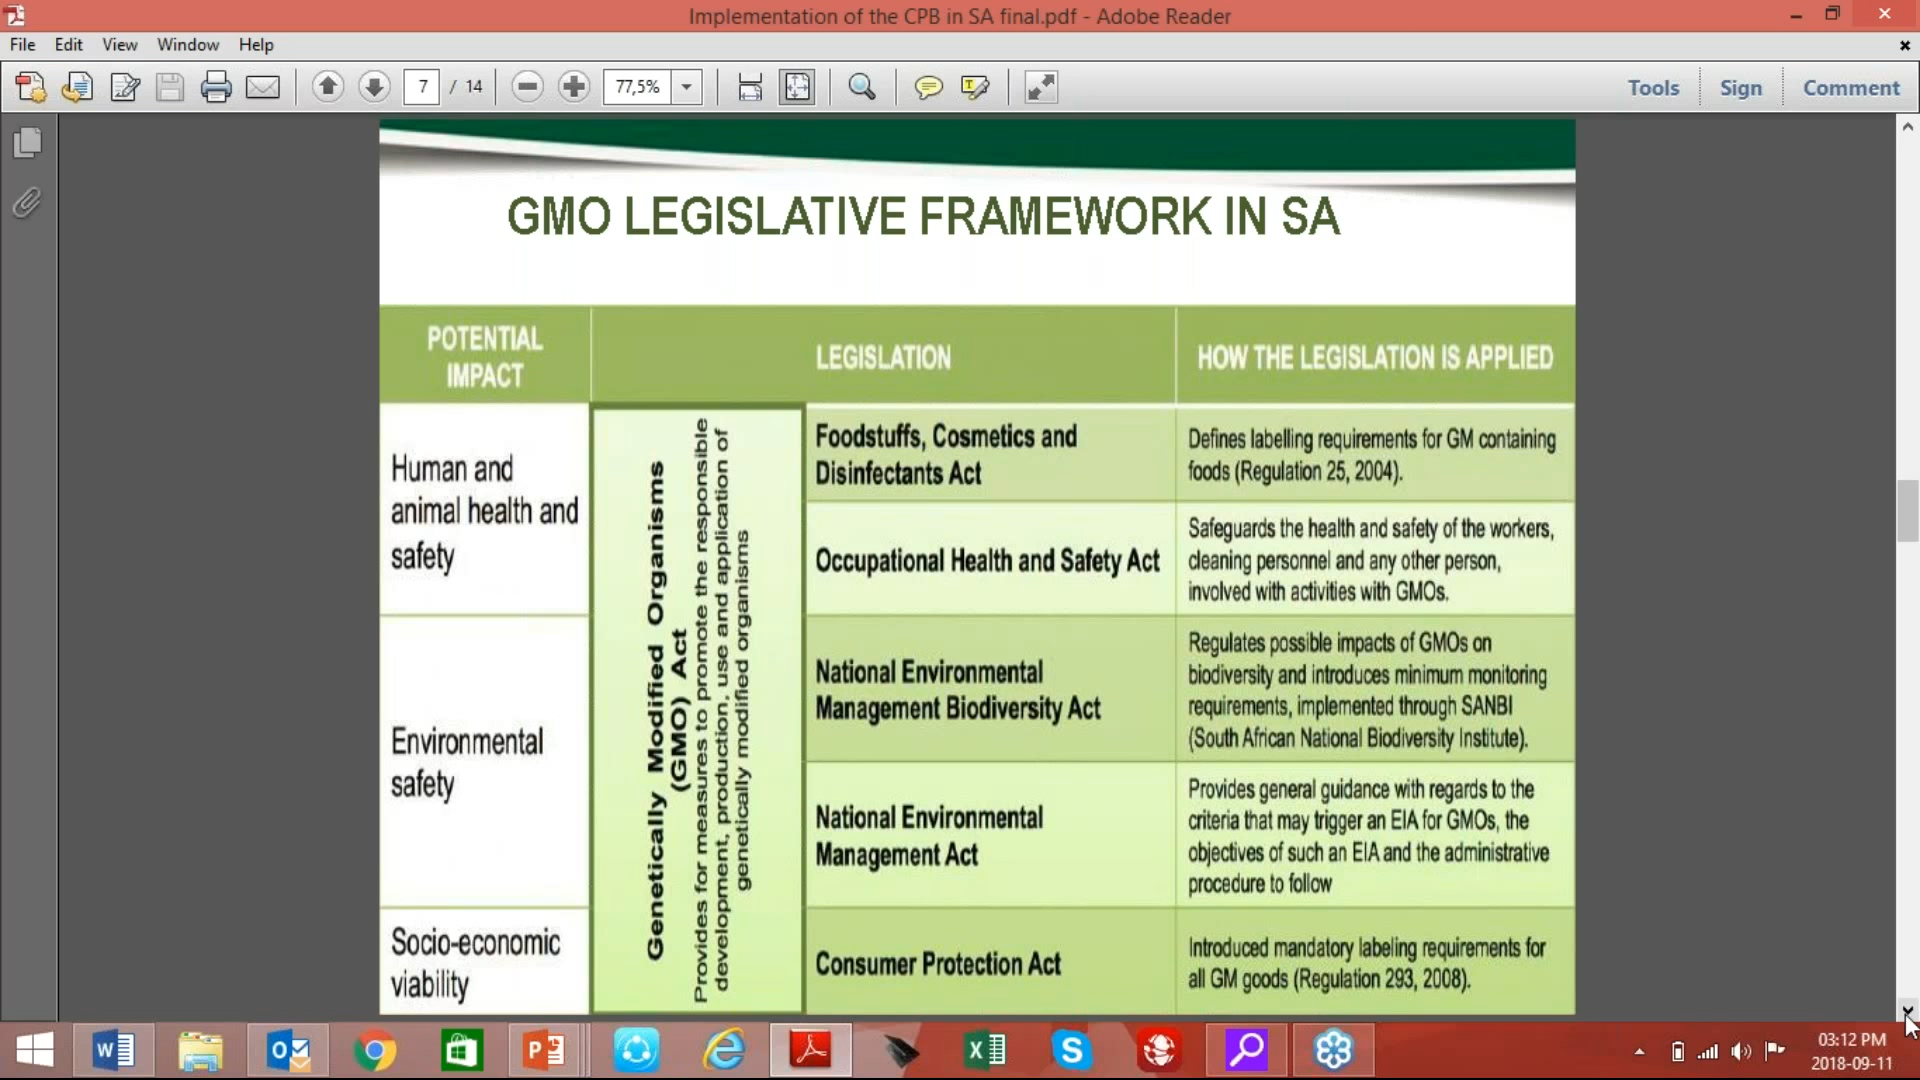 Implementation of the CPB in SA final.pdf - Adobe Reader
File Edit View Window Help
7 / 14
77,5%
Tools Sign Comment
GMO LEGISLATIVE FRAMEWORK IN SA
POTENTIAL
IMPACT
LEGISLATION
HOW THE LEGISLATION IS APPLIED
Human and
animal health and
safety
Genetically Modified Organisms
(GMO) Act
Provides for measures to promote the responsible
development, production, use and application of
genetically modified organisms
Foodstuffs, Cosmetics and
Disinfectants Act
Defines labelling requirements for GM containing
foods (Regulation 25, 2004).
Occupational Health and Safety Act
Safeguards the health and safety of the workers,
cleaning personnel and any other person,
involved with activities with GMOs.
Environmental
safety
National Environmental
Management Biodiversity Act
Regulates possible impacts of GMOs on
biodiversity and introduces minimum monitoring
requirements, implemented through SANBI
(South African National Biodiversity Institute).
National Environmental
Management Act
Provides general guidance with regards to the
criteria that may trigger an EIA for GMOs, the
objectives of such an EIA and the administrative
procedure to follow
Socio-economic
viability
Consumer Protection Act
Introduced mandatory labeling requirements for
all GM goods (Regulation 293, 2008).
03:12 PM
2018-09-11